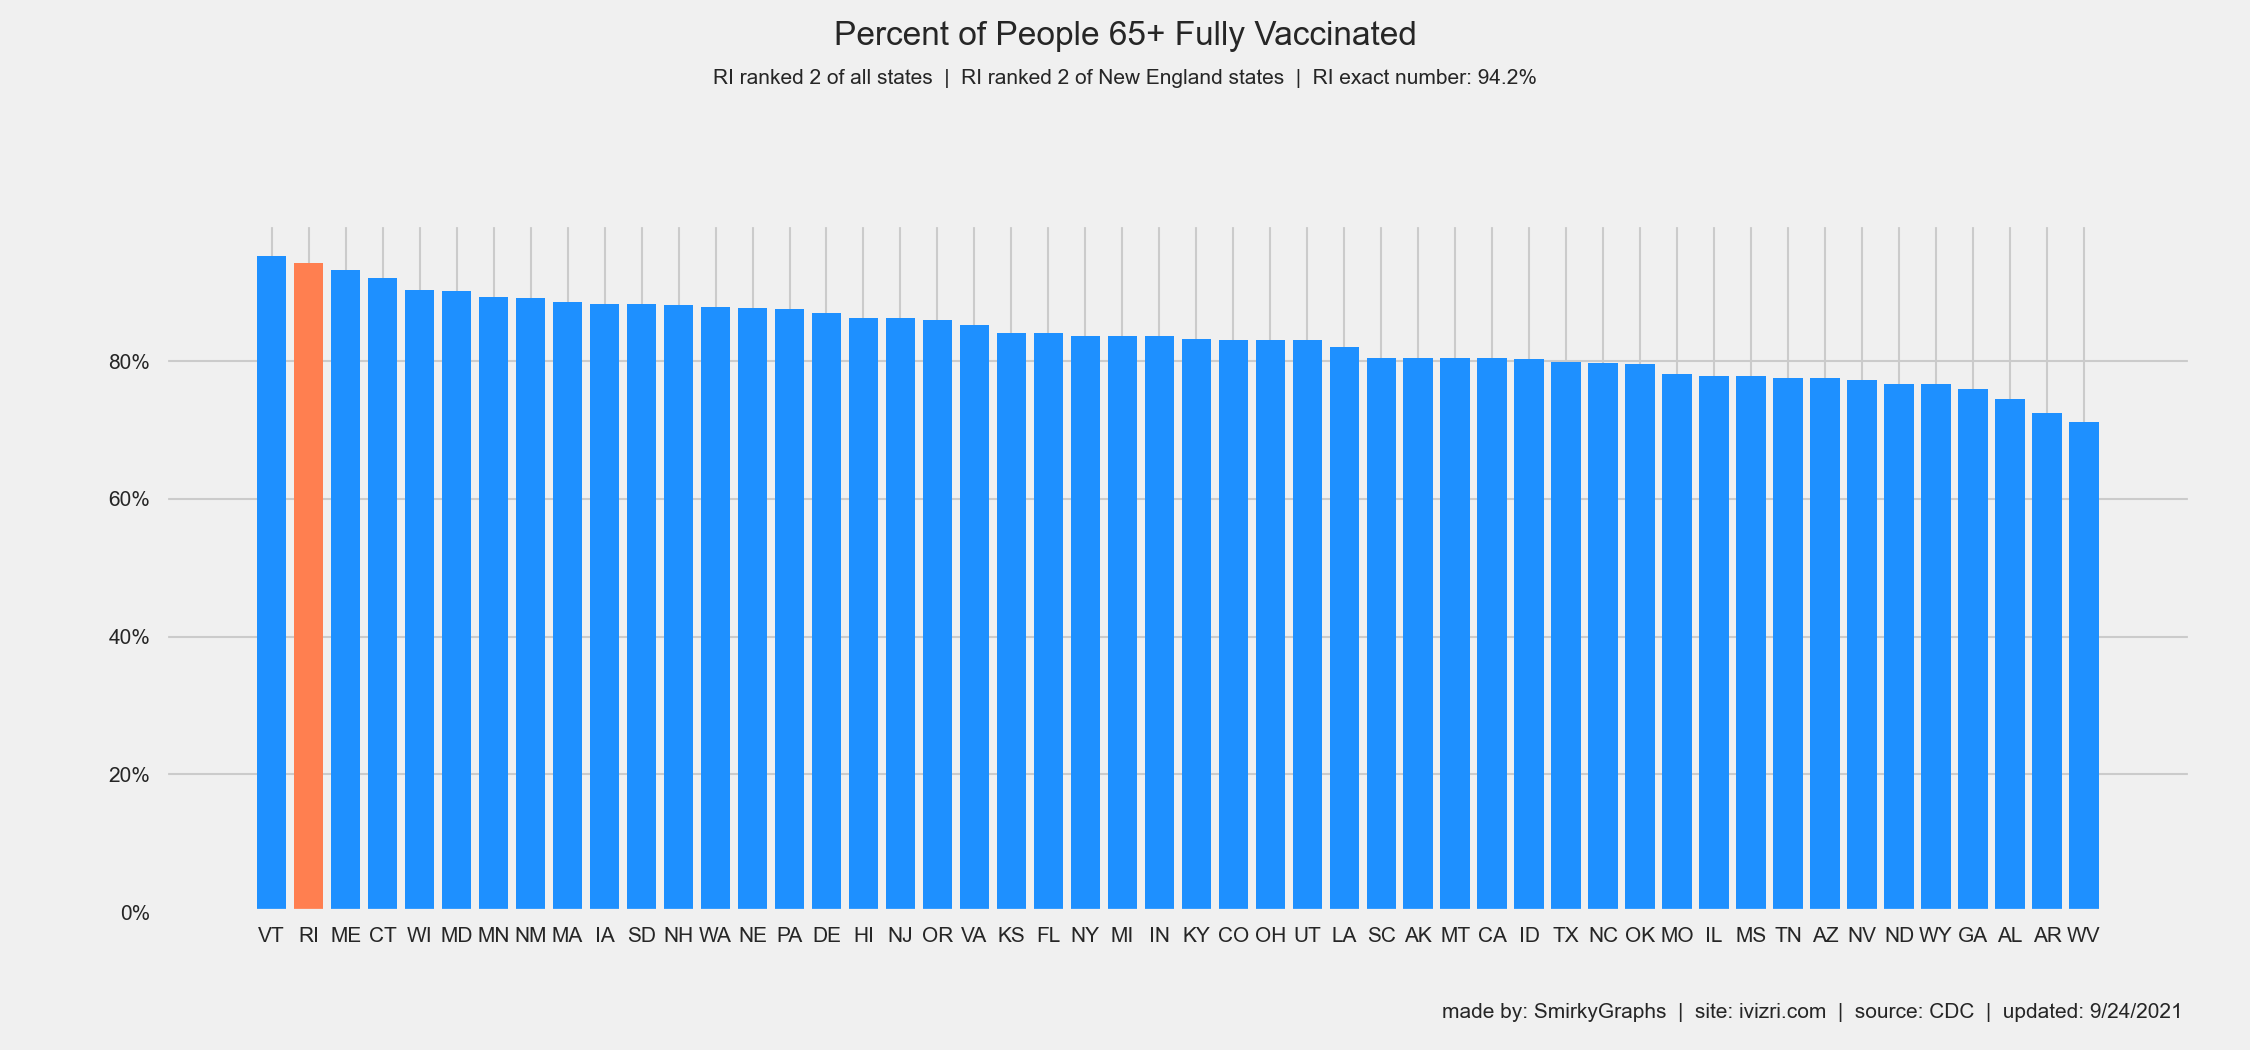 Percent of People 65+ Fully Vaccinated
RI ranked 2 of all states | RI ranked 2 of New England states | RI exact number: 94.2%
80%
60%
40%
20%
0%
VT RI ME CT WI MD MN NM MA IA SD NH WA NE PA DE HI NJ OR VA KS FL NY MI IN KY CO OH UT LA SC AK MT CA ID TX NC OK MO IL MS TN AZ NV ND WY GA AL AR WV
made by: SmirkyGraphs | site: ivizri.com | source: CDC | updated: 9/24/2021